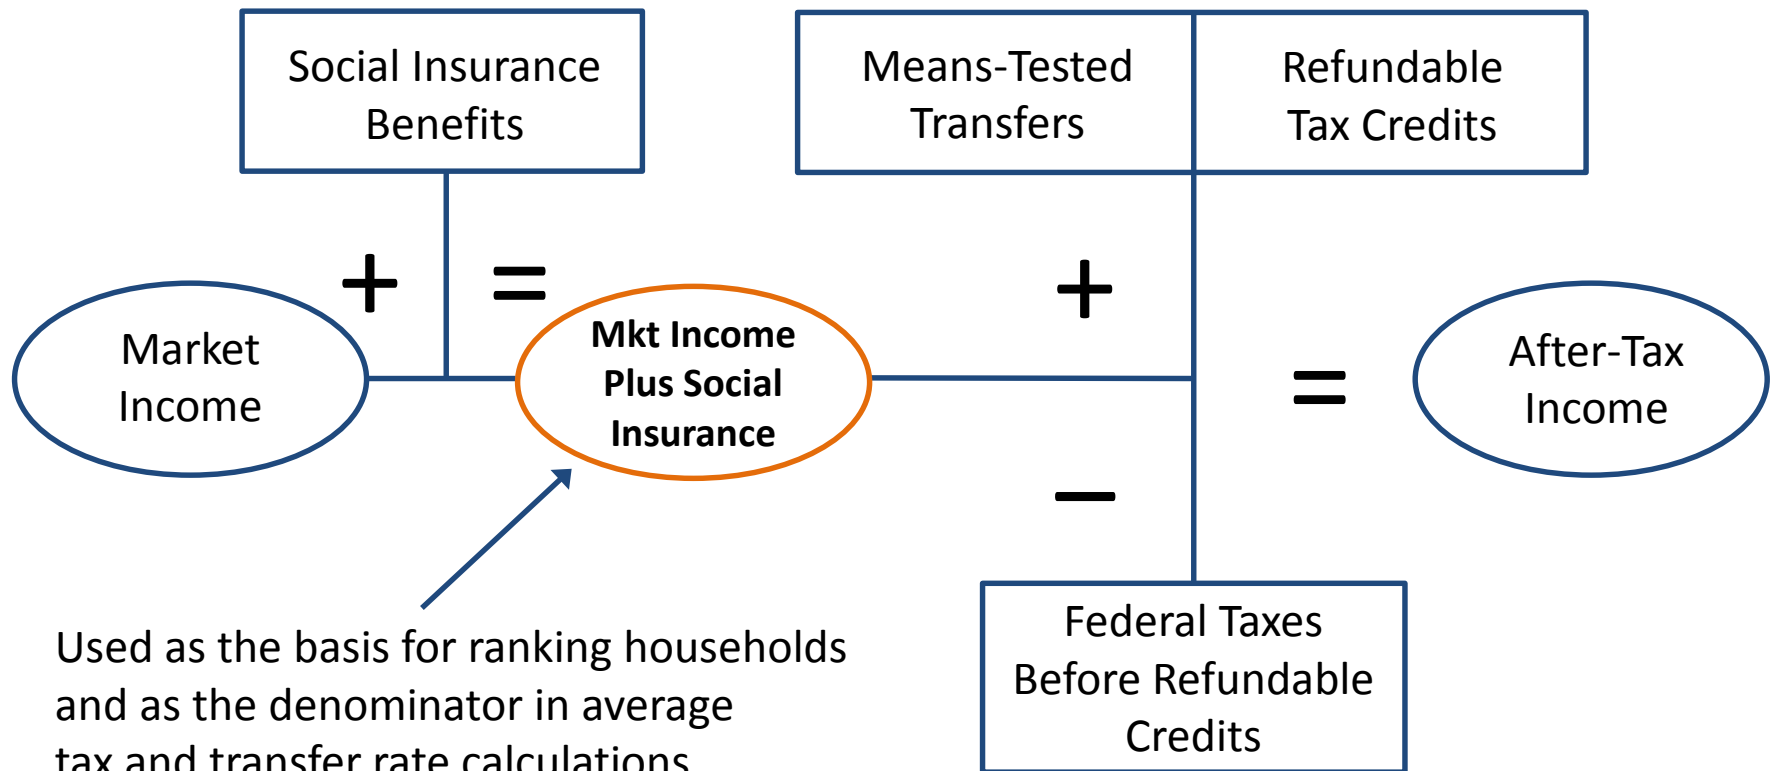 Social Insurance
Benefits
Means-Tested
Transfers
Refundable
Tax Credits
+
=
+
Market
Income
Mkt Income
Plus Social
Insurance
=
After-Tax
Income
—
Used as the basis for ranking households
and as the denominator in average
tax and transfer rate calculations
Federal Taxes
Before Refundable
Credits